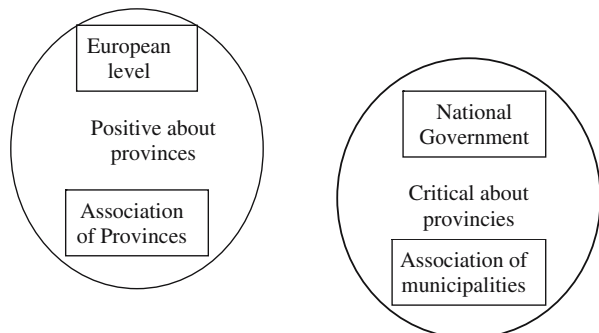 European
level
Positive about
provinces
Association
of Provinces
National
Government
Critical about
provincies
Association of
municipalities